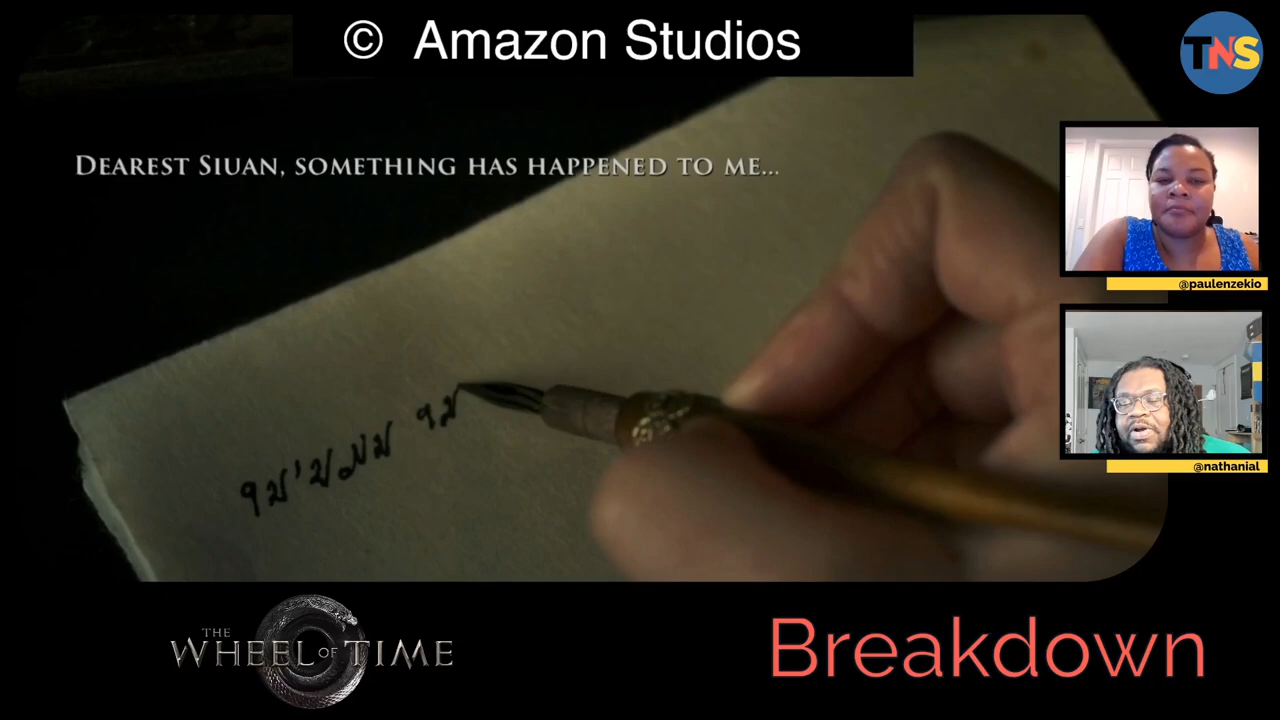 © Amazon Studios
TNS
DEAREST SIUAN, SOMETHING HAS HAPPENED TO ME...
@paulenzekio
@nathanial
THE WHEEL OF TIME
Breakdown